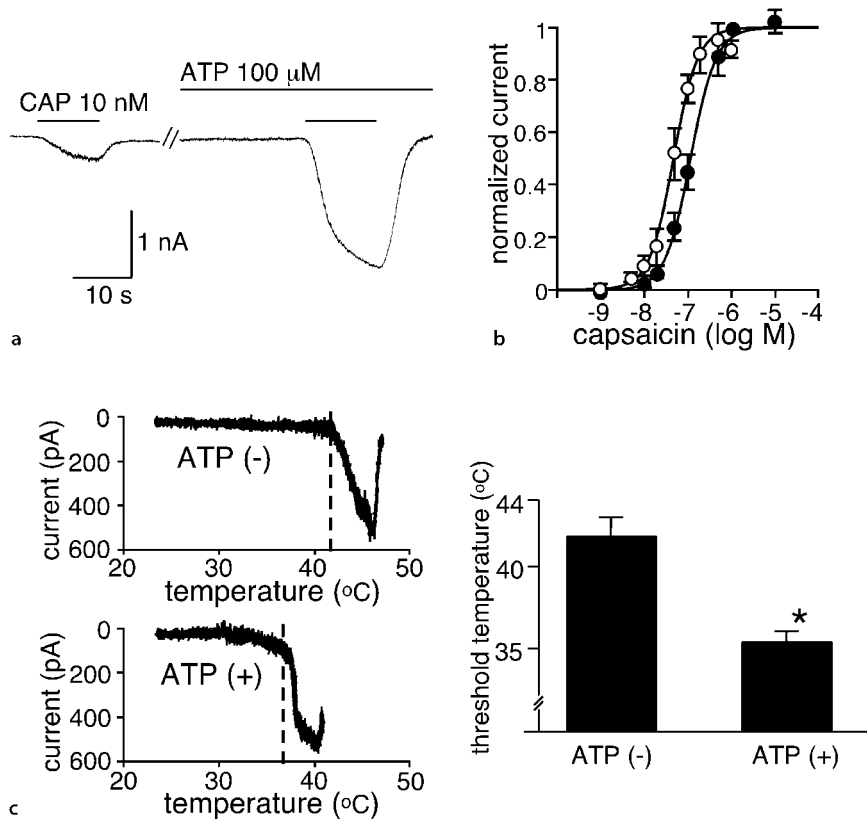 ATP 100 μM
CAP 10 nM
1 nA
10 s
a
normalized current
1
0.8
0.6
0.4
0.2
0
-9 -8 -7 -6 -5 -4
capsaicin (log M)
b
current (pA)
0
200
400
600
ATP (-)
20 30 40 50
temperature (oC)
current (pA)
0
200
400
600
ATP (+)
20 30 40 50
temperature (oC)
c
threshold temperature (oC)
44
40
35
*
ATP (-) ATP (+)